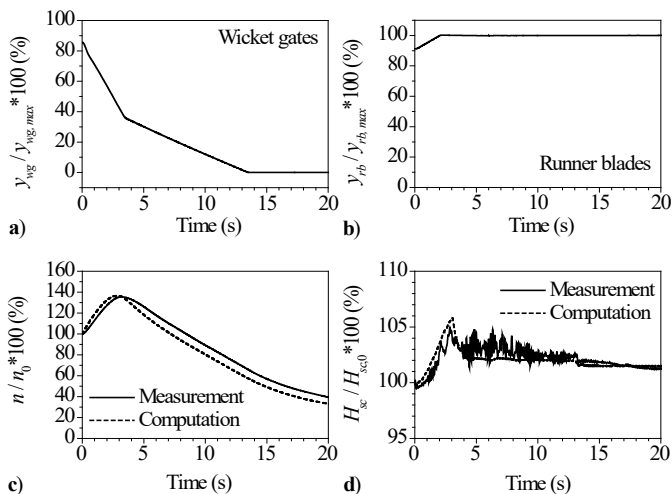 y_wg / y_wg,max *100 (%)
100
80
60
40
20
0
Wicket gates
0 5 10 15 20
Time (s)
a)
y_rb / y_rb,max *100 (%)
100
80
60
40
20
0
Runner blades
0 5 10 15 20
Time (s)
b)
n / n_0 *100 (%)
160
140
120
100
80
60
40
20
0
Measurement
Computation
0 5 10 15 20
Time (s)
c)
H_sc / H_sc,0 *100 (%)
110
105
100
95
Measurement
Computation
0 5 10 15 20
Time (s)
d)